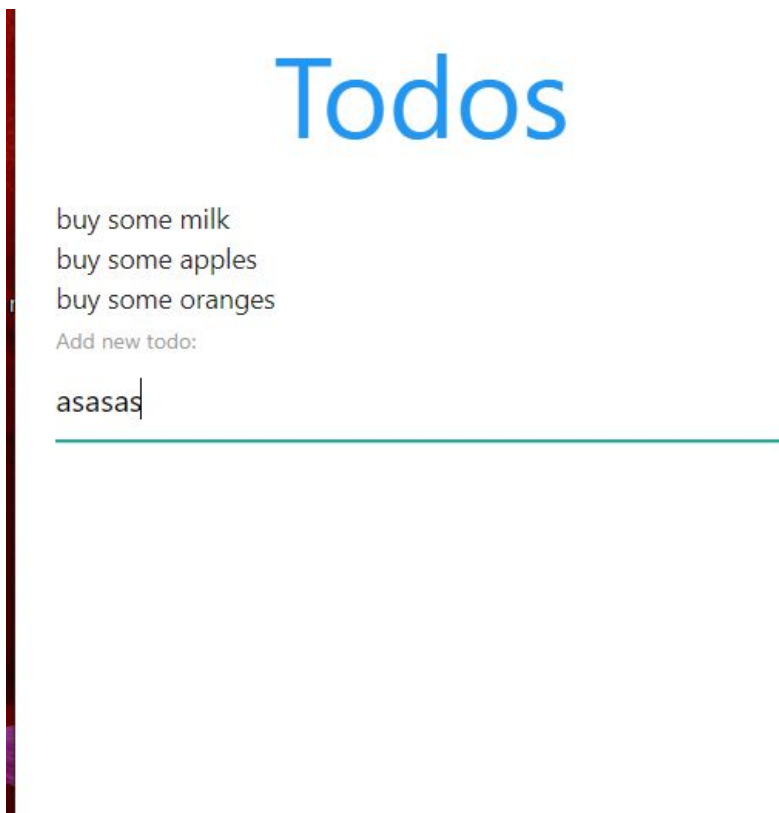 Todos
buy some milk
buy some apples
buy some oranges
Add new todo:
asasas